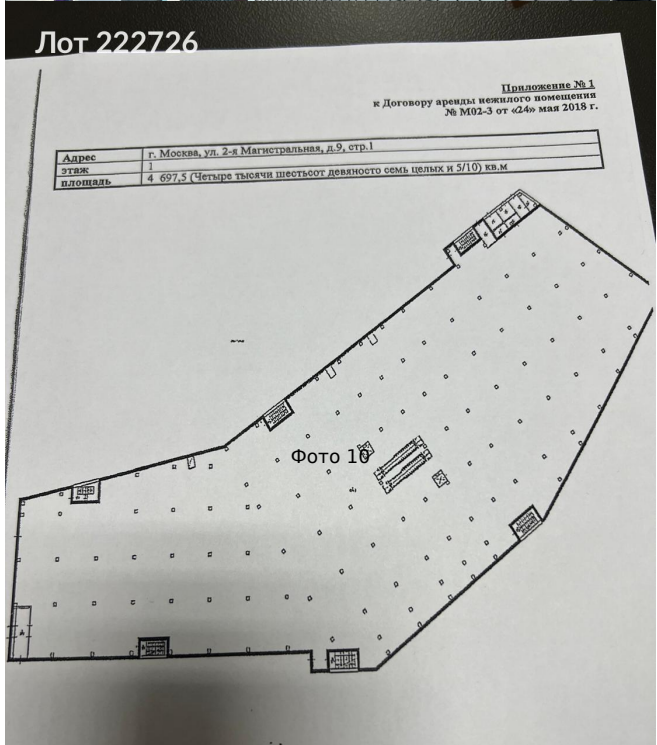 Лот 222726
Приложение № 1
к Договору аренды нежилого помещения
№ М02-3 от «24» мая 2018 г.
Адрес г. Москва, ул. 2-я Магистральная, д.9, стр.1
этаж 1
площадь 4 697,5 (Четыре тысячи шестьсот девяносто семь целых и 5/10) кв.м
Фото 10